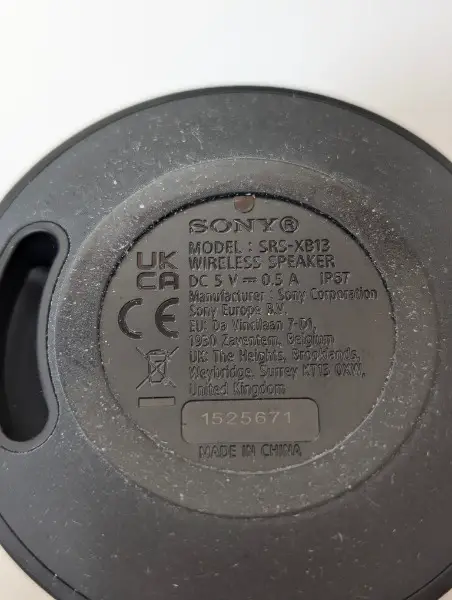 SONY®
MODEL : SRS-XB13
WIRELESS SPEAKER
DC 5 V ⎓ 0.5 A IP67
Manufacturer : Sony Corporation
Sony Europe B.V.
EU: Da Vincilaan 7-D1,
1930 Zaventem, Belgium
UK: The Heights, Brooklands,
Weybridge, Surrey KT13 0XW,
United Kingdom
UK
CA
CE
1525671
MADE IN CHINA